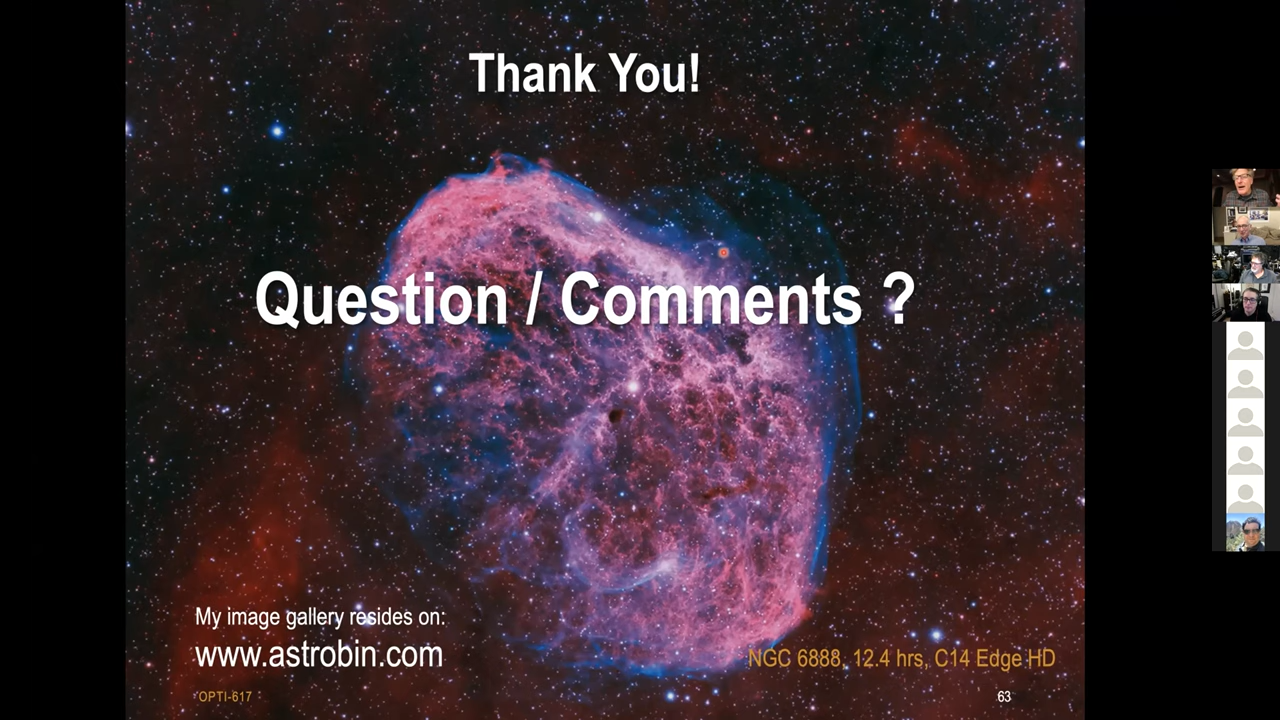 Thank You!
Question / Comments ?
My image gallery resides on:
www.astrobin.com
NGC 6888, 12.4 hrs, C14 Edge HD
OPTI-617
63